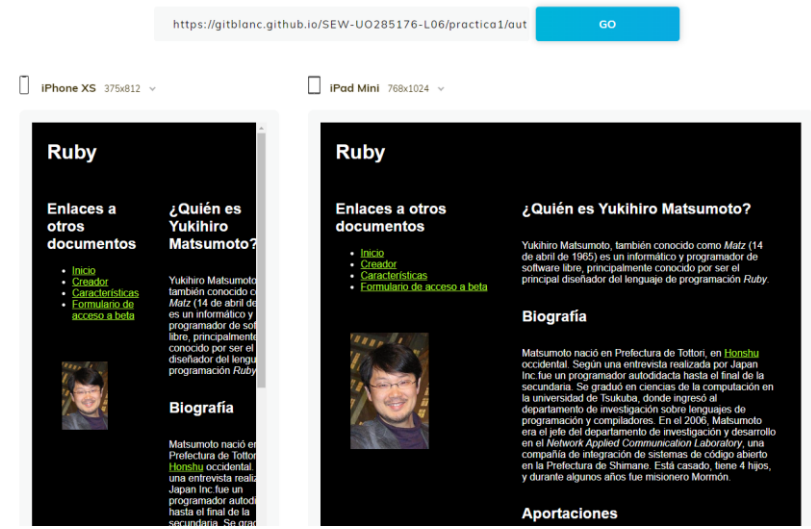 https://gitblanc.github.io/SEW-UO285176-L06/practica1/aut
GO
iPhone XS 375x812
Ruby
Enlaces a
otros
documentos
Inicio
Creador
Características
Formulario de
acceso a beta
¿Quién es
Yukihiro
Matsumoto?
Yukihiro Matsumoto
también conocido c
Matz (14 de abril de
es un informático y
programador de sof
libre, principalmente
conocido por ser el
diseñador del lengu
programación Ruby
Biografía
Matsumoto nació en
Prefectura de Tottor
Honshu occidental.
una entrevista realiz
Japan Inc.fue un
programador autodi
hasta el final de la
secundaria. Se grad
iPad Mini 768x1024
Ruby
Enlaces a otros
documentos
Inicio
Creador
Características
Formulario de acceso a beta
¿Quién es Yukihiro Matsumoto?
Yukihiro Matsumoto, también conocido como Matz (14
de abril de 1965) es un informático y programador de
software libre, principalmente conocido por ser el
principal diseñador del lenguaje de programación Ruby.
Biografía
Matsumoto nació en Prefectura de Tottori, en Honshu
occidental. Según una entrevista realizada por Japan
Inc.fue un programador autodidacta hasta el final de la
secundaria. Se graduó en ciencias de la computación en
la universidad de Tsukuba, donde ingresó al
departamento de investigación sobre lenguajes de
programación y compiladores. En el 2006, Matsumoto
era el jefe del departamento de investigación y desarrollo
en el Network Applied Communication Laboratory, una
compañía de integración de sistemas de código abierto
en la Prefectura de Shimane. Está casado, tiene 4 hijos,
y durante algunos años fue misionero Mormón.
Aportaciones